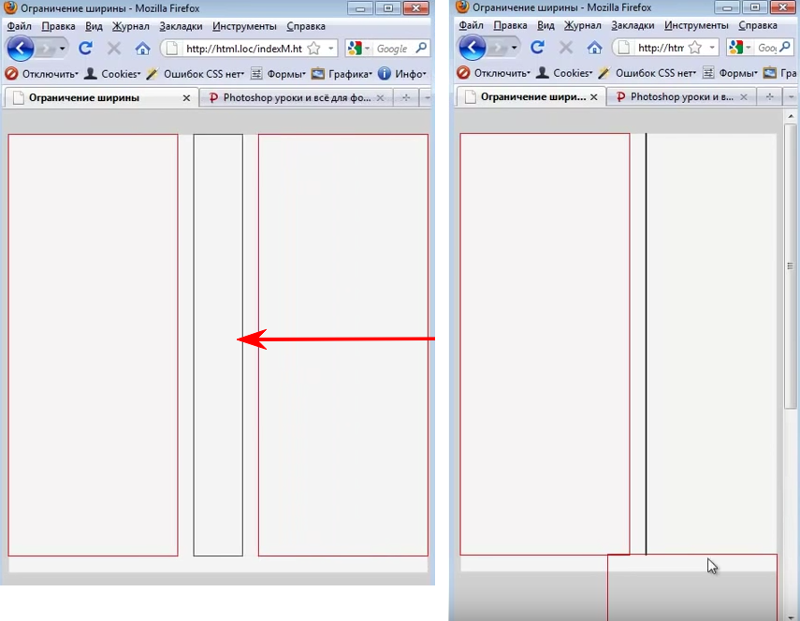 Ограничение ширины - Mozilla Firefox
Файл Правка Вид Журнал Закладки Инструменты Справка
http://html.loc/indexM.ht Google
Отключить Cookies Ошибок CSS нет Формы Графика Инфо
Ограничение ширины Photoshop уроки и всё для фо...
Ограничение ширины - Mozilla Firefox
Файл Правка Вид Журнал Закладки Инструменты Справка
http://htm Goo
Отключить Cookies Ошибок CSS нет Формы Гра
Ограничение шири... Photoshop уроки и в...